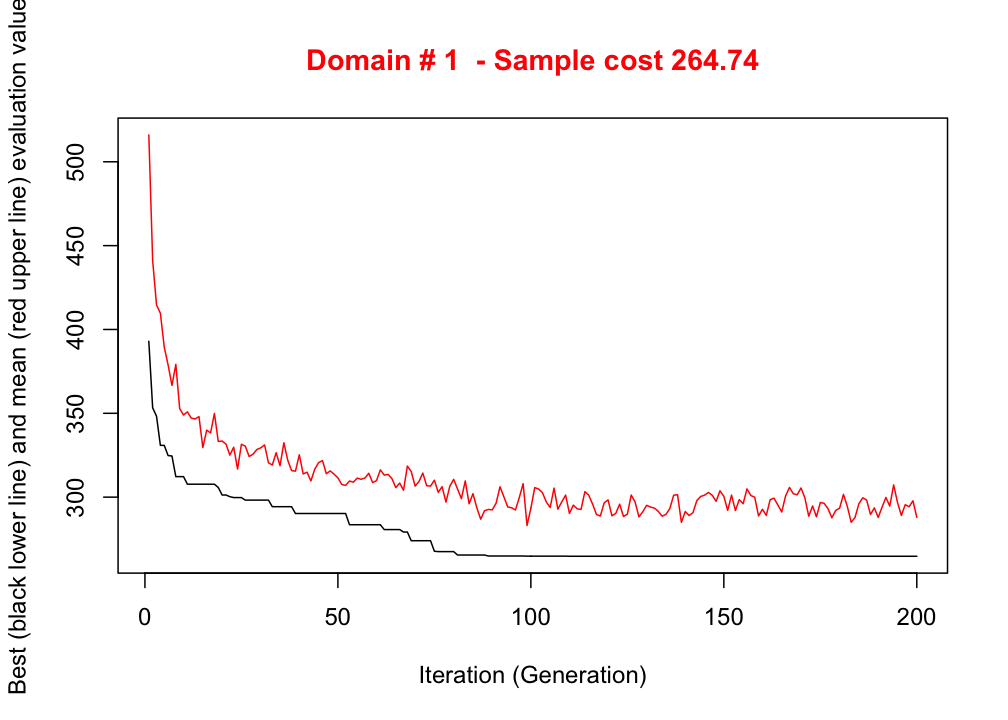 Domain # 1  - Sample cost 264.74
Best (black lower line) and mean (red upper line) evaluation value
500
450
400
350
300
0 50 100 150 200
Iteration (Generation)